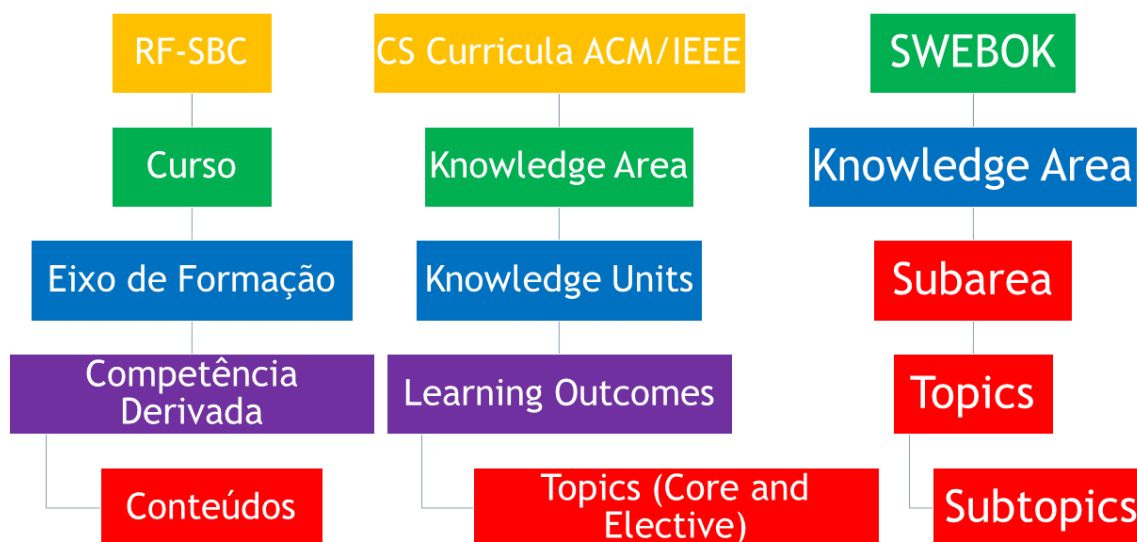 RF-SBC
Curso
Eixo de Formação
Competência
Derivada
Conteúdos
CS Curricula ACM/IEEE
Knowledge Area
Knowledge Units
Learning Outcomes
Topics (Core and
Elective)
SWEBOK
Knowledge Area
Subarea
Topics
Subtopics